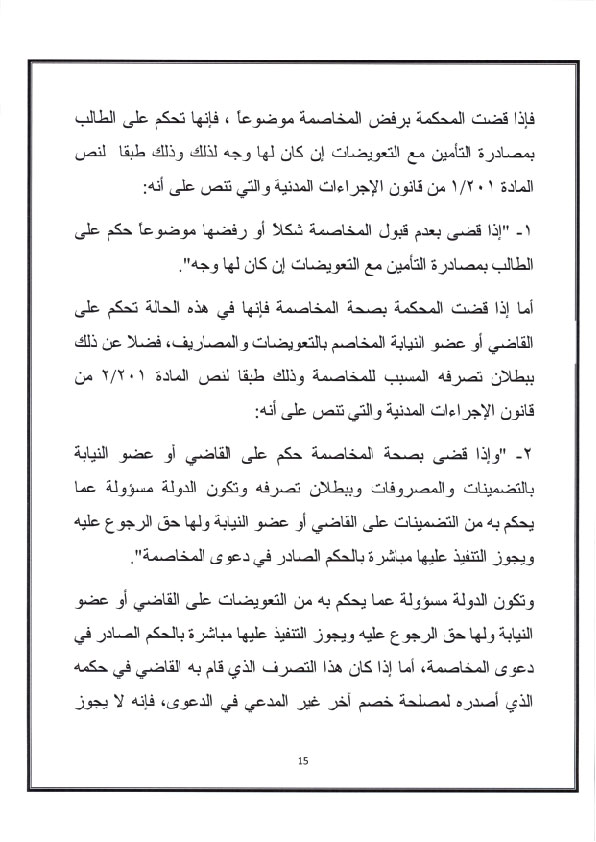 فإذا قضت المحكمة برفض المخاصمة موضوعاً ، فإنها تحكم على الطالب
بمصادرة التأمين مع التعويضات إن كان لها وجه لذلك وذلك طبقا لنص
المادة ١/٢٠١ من قانون الإجراءات المدنية والتي تنص على أنه:
١- "إذا قضى بعدم قبول المخاصمة شكلاً أو رفضها موضوعاً حكم على
الطالب بمصادرة التأمين مع التعويضات إن كان لها وجه".
أما إذا قضت المحكمة بصحة المخاصمة فإنها في هذه الحالة تحكم على
القاضي أو عضو النيابة المخاصم بالتعويضات والمصاريف، فضلا عن ذلك
ببطلان تصرفه المسبب للمخاصمة وذلك طبقا لنص المادة ٢/٢٠١ من
قانون الإجراءات المدنية والتي تنص على أنه:
٢- "وإذا قضى بصحة المخاصمة حكم على القاضي أو عضو النيابة
بالتضمينات والمصروفات وببطلان تصرفه وتكون الدولة مسؤولة عما
يحكم به من التضمينات على القاضي أو عضو النيابة ولها حق الرجوع عليه
ويجوز التنفيذ عليها مباشرة بالحكم الصادر في دعوى المخاصمة".
وتكون الدولة مسؤولة عما يحكم به من التعويضات على القاضي أو عضو
النيابة ولها حق الرجوع عليه ويجوز التنفيذ عليها مباشرة بالحكم الصادر في
دعوى المخاصمة، أما إذا كان هذا التصرف الذي قام به القاضي في حكمه
الذي أصدره لمصلحة خصم أخر غير المدعي في الدعوى، فإنه لا يجوز
15